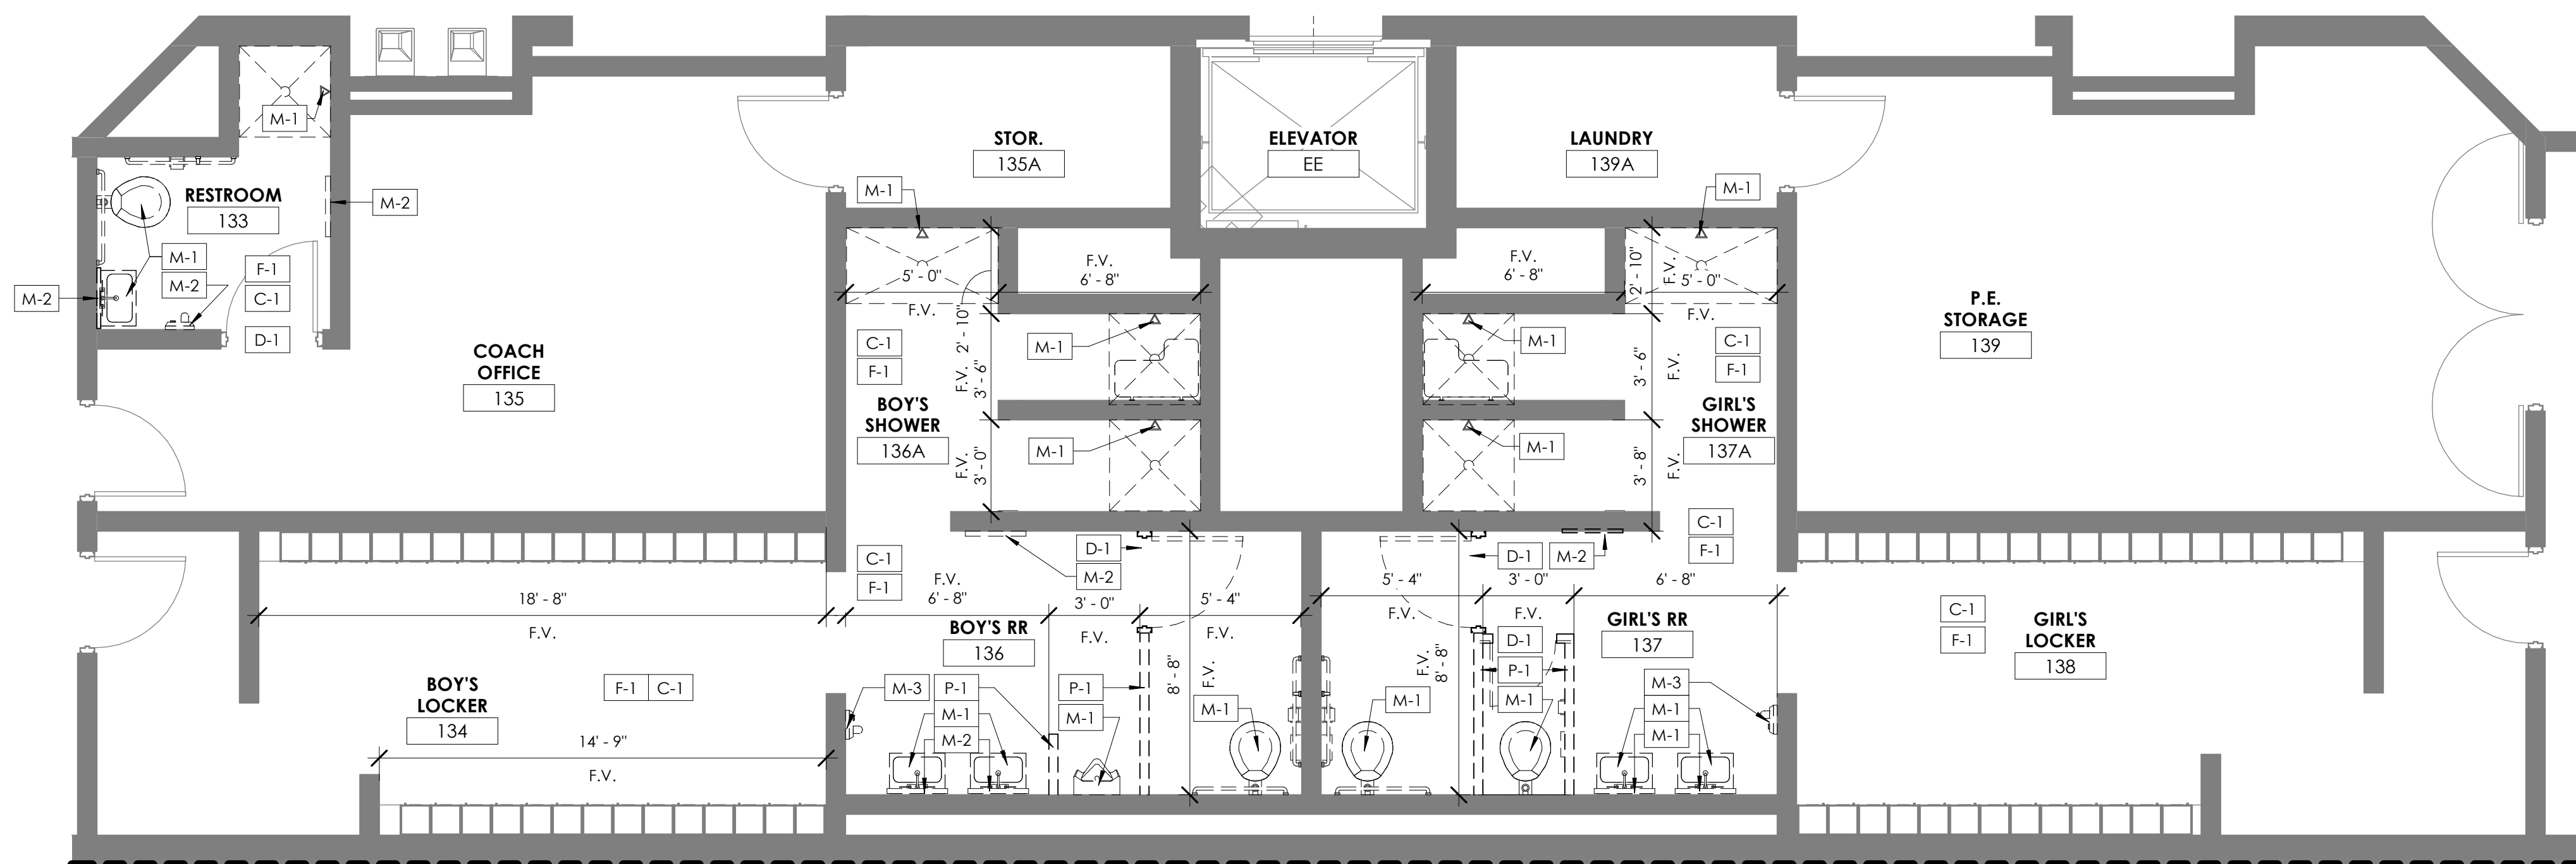 M-1
RESTROOM
133
M-2
M-1
M-2
M-2
F-1
C-1
D-1
COACH
OFFICE
135
STOR.
135A
ELEVATOR
EE
LAUNDRY
139A
M-1
M-1
5' - 0"
F.V.
F.V.
6' - 8"
F.V.
6' - 8"
2' - 10"
F.V.
5' - 0"
F.V.
P.E.
STORAGE
139
C-1
F-1
2' - 10"
F.V.
3' - 6"
M-1
M-1
3' - 6"
F.V.
C-1
F-1
BOY'S
SHOWER
136A
F.V.
3' - 0"
M-1
M-1
3' - 8"
F.V.
GIRL'S
SHOWER
137A
C-1
F-1
C-1
F-1
D-1
M-2
D-1
M-2
18' - 8"
F.V.
F.V.
6' - 8"
3' - 0"
F.V.
5' - 4"
F.V.
5' - 4"
F.V.
3' - 0"
F.V.
6' - 8"
BOY'S RR
136
8' - 8"
F.V.
F.V.
8' - 8"
D-1
P-1
M-1
GIRL'S RR
137
C-1
F-1
GIRL'S
LOCKER
138
BOY'S
LOCKER
134
F-1 C-1
14' - 9"
F.V.
M-3
P-1
M-1
M-2
P-1
M-1
M-1
M-1
M-3
M-1
M-1